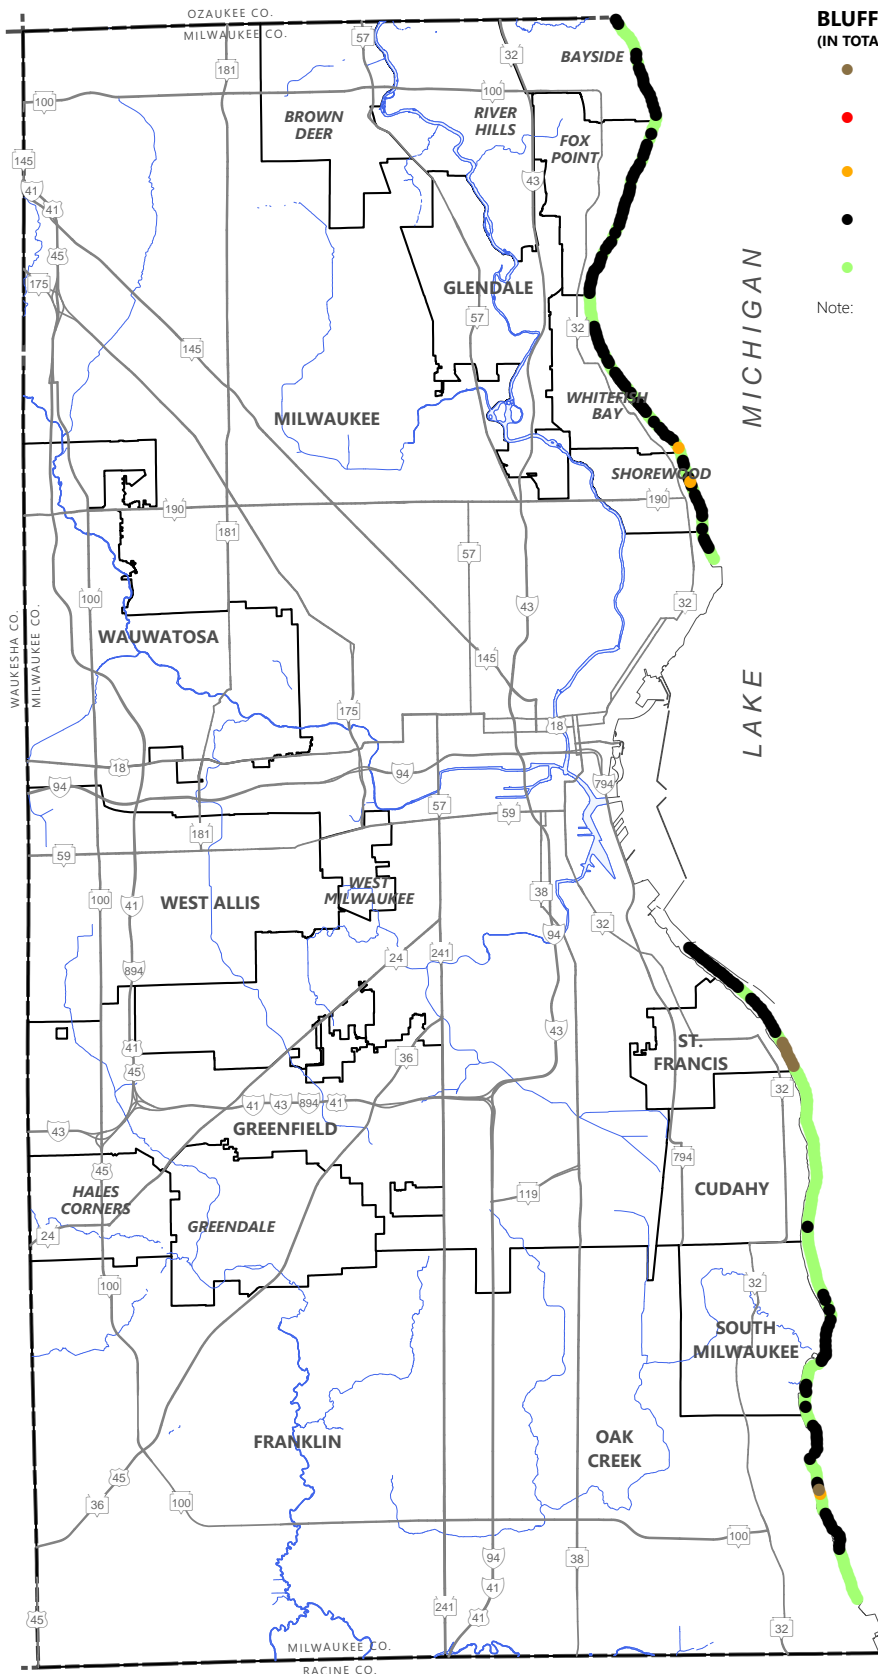 OZAUKEE CO.
MILWAUKEE CO.
BLUFF
(IN TOTA
57
32
BAYSIDE
181
100
100
BROWN
DEER
RIVER
HILLS
FOX
POINT
145
41
41
43
45
175
GLENDALE
57
32
145
MICHIGAN
Note:
MILWAUKEE
WHITEFISH
BAY
SHOREWOOD
190
190
181
57
100
43
32
WAUKESHA CO.
MILWAUKEE CO.
WAUWATOSA
145
175
LAKE
18
18
94
94
794
57
59
181
59
WEST
MILWAUKEE
WEST ALLIS
100
41
38
32
94
24
241
894
43
ST.
FRANCIS
41
36
45
32
41
43
894
41
43
GREENFIELD
45
794
HALES
CORNERS
119
CUDAHY
24
GREENDALE
100
32
SOUTH
MILWAUKEE
FRANKLIN
OAK
CREEK
45
36
100
100
94
38
41
45
241
41
32
MILWAUKEE CO.
RACINE CO.